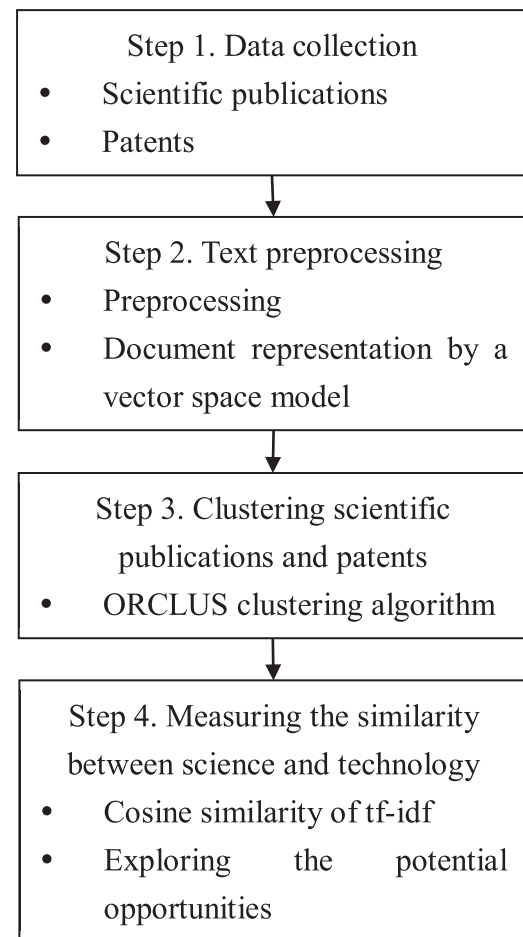 Step 1. Data collection
• Scientific publications
• Patents
Step 2. Text preprocessing
• Preprocessing
• Document representation by a
vector space model
Step 3. Clustering scientific
publications and patents
• ORCLUS clustering algorithm
Step 4. Measuring the similarity
between science and technology
• Cosine similarity of tf-idf
• Exploring the potential
opportunities